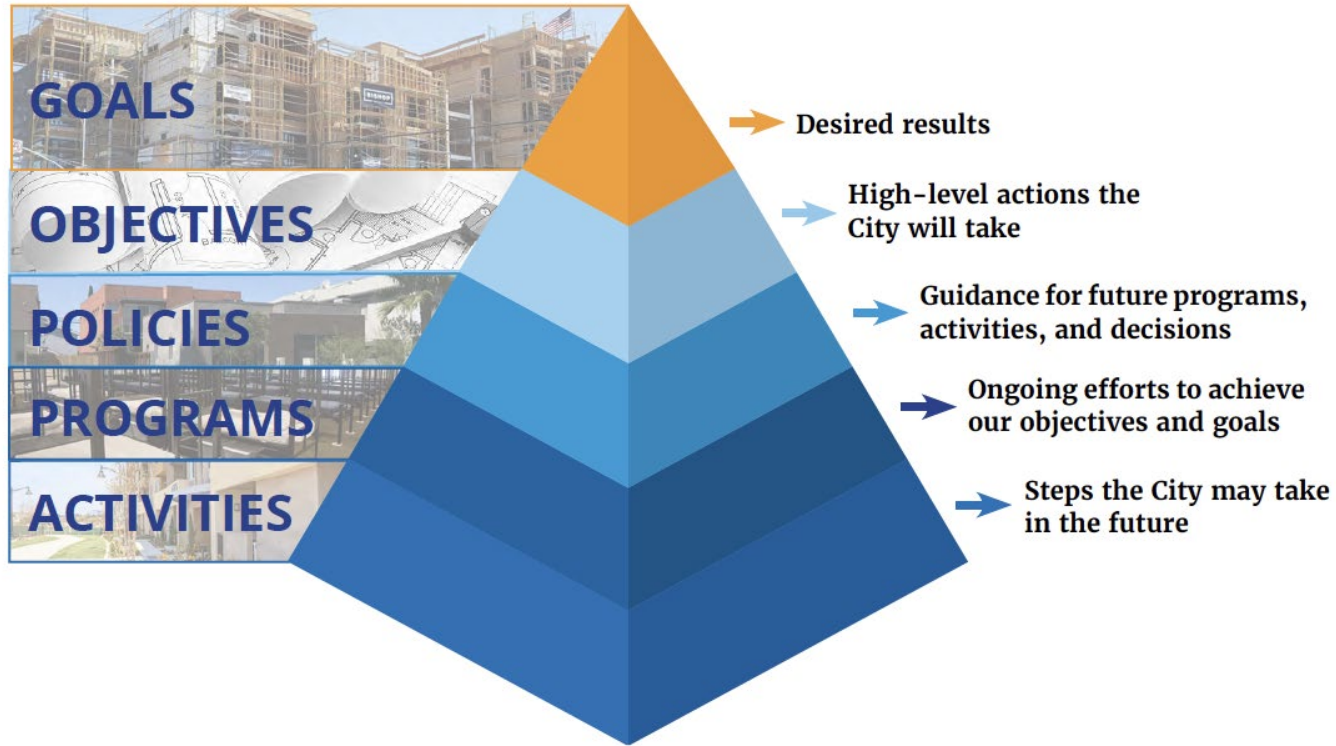 GOALS
Desired results
OBJECTIVES
High-level actions the
City will take
POLICIES
Guidance for future programs,
activities, and decisions
PROGRAMS
Ongoing efforts to achieve
our objectives and goals
ACTIVITIES
Steps the City may take
in the future